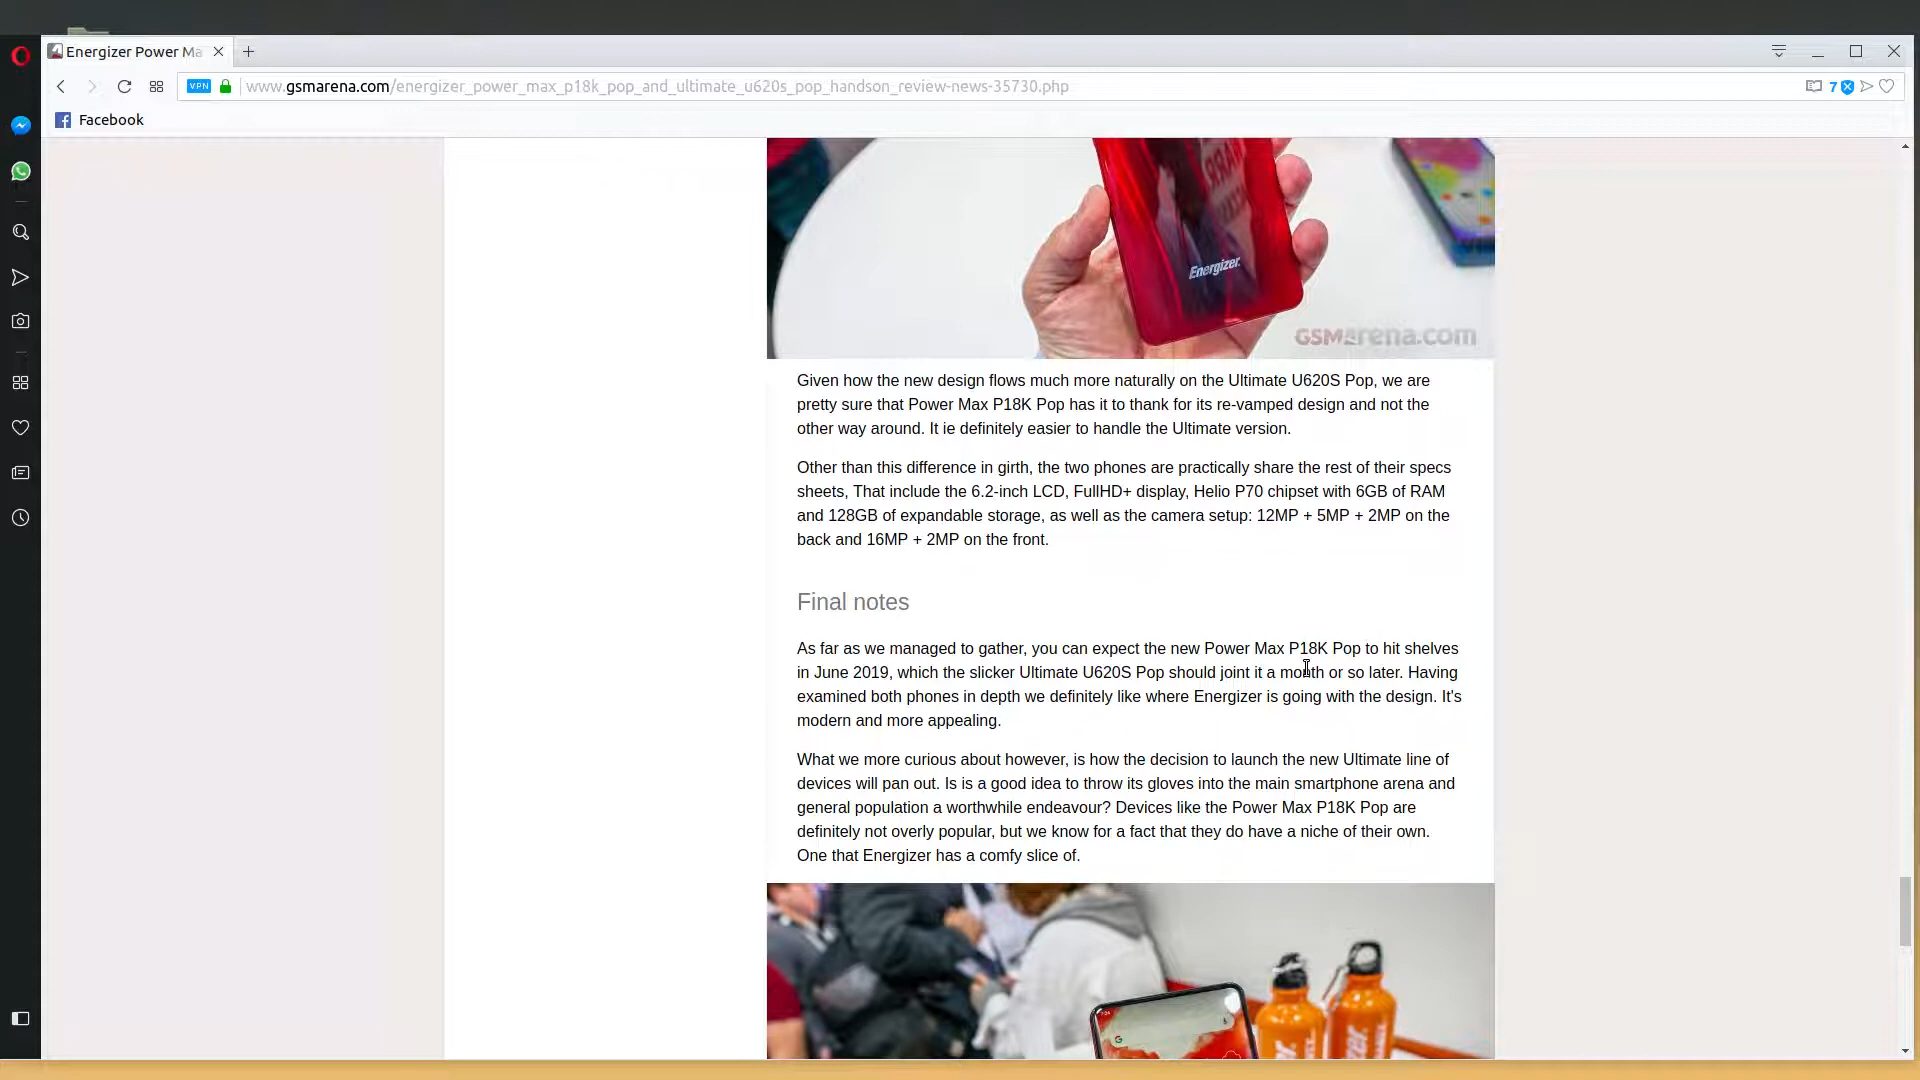 Energizer Power Ma
VPN
www.gsmarena.com/energizer_power_max_p18k_pop_and_ultimate_u620s_pop_handson_review-news-35730.php
7
Facebook
Energizer.
GSMarena.com
Given how the new design flows much more naturally on the Ultimate U620S Pop, we are
pretty sure that Power Max P18K Pop has it to thank for its re-vamped design and not the
other way around. It ie definitely easier to handle the Ultimate version.
Other than this difference in girth, the two phones are practically share the rest of their specs
sheets, That include the 6.2-inch LCD, FullHD+ display, Helio P70 chipset with 6GB of RAM
and 128GB of expandable storage, as well as the camera setup: 12MP + 5MP + 2MP on the
back and 16MP + 2MP on the front.
Final notes
As far as we managed to gather, you can expect the new Power Max P18K Pop to hit shelves
in June 2019, which the slicker Ultimate U620S Pop should joint it a month or so later. Having
examined both phones in depth we definitely like where Energizer is going with the design. It's
modern and more appealing.
What we more curious about however, is how the decision to launch the new Ultimate line of
devices will pan out. Is is a good idea to throw its gloves into the main smartphone arena and
general population a worthwhile endeavour? Devices like the Power Max P18K Pop are
definitely not overly popular, but we know for a fact that they do have a niche of their own.
One that Energizer has a comfy slice of.